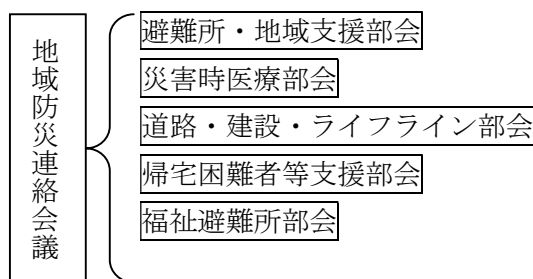 地域防災連絡会議
避難所・地域支援部会
災害時医療部会
道路・建設・ライフライン部会
帰宅困難者等支援部会
福祉避難所部会